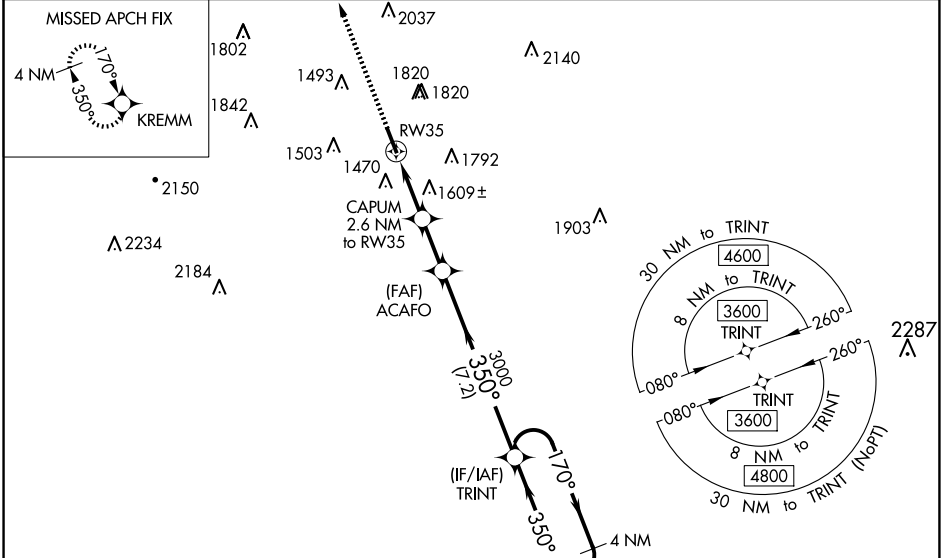 MISSED APCH FIX
4 NM
170°
350°
KREMM
1802
1842
2037
2140
1493
1820
1820
RW35
1503
1470
1792
1609±
2150
CAPUM
2.6 NM
to RW35
1903
2234
2184
(FAF)
ACAFO
3000
350°
(7.2)
(IF/IAF)
TRINT
170°
350°
4 NM
30 NM to TRINT
4600
8 NM to TRINT
3600
TRINT
260°
080°
2287
260°
080°
TRINT
3600
8 NM to TRINT
4800
30 NM to TRINT (NoPT)